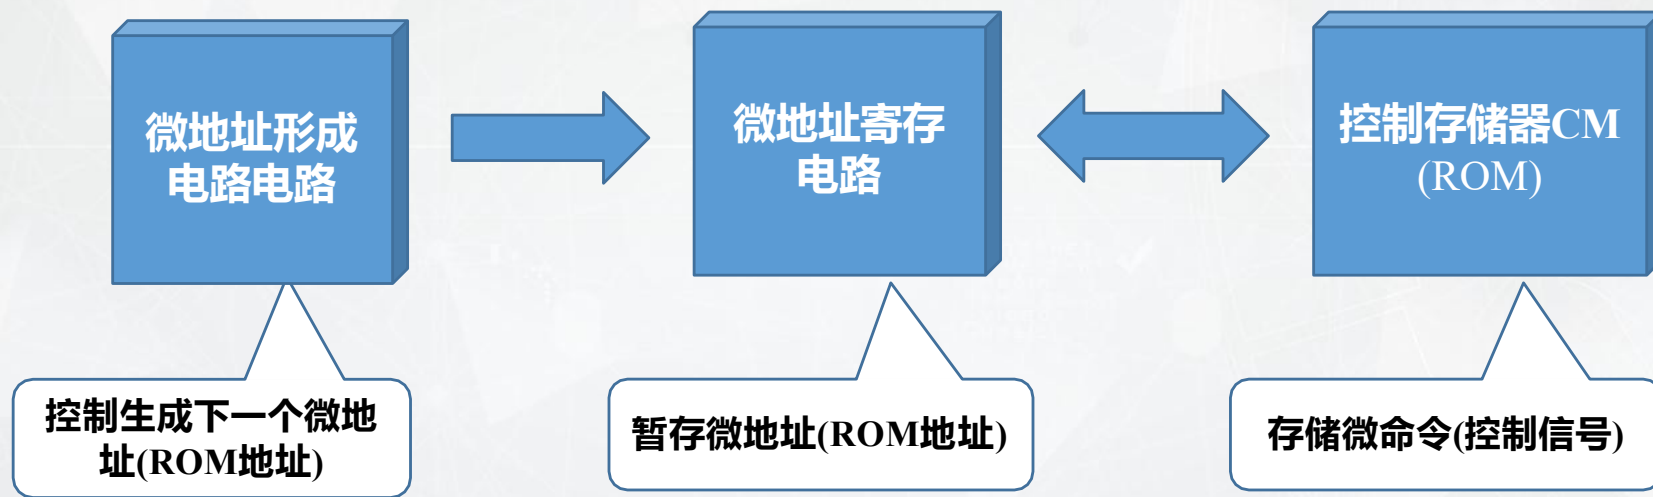 微地址形成
电路电路
微地址寄存
电路
控制存储器CM
(ROM)
控制生成下一个微地
址(ROM地址)
暂存微地址(ROM地址)
存储微命令(控制信号)